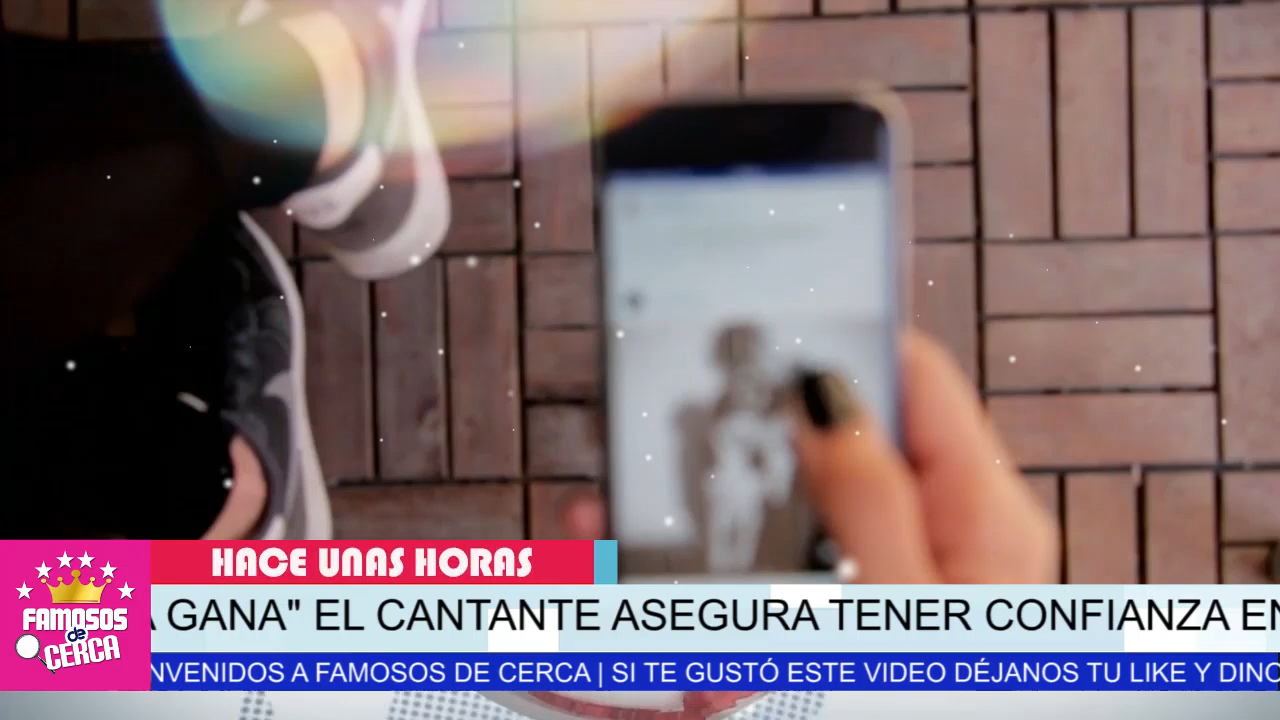 HACE UNAS HORAS
FAMOSOS
de
CERCA
A GANA" EL CANTANTE ASEGURA TENER CONFIANZA EN
NVENIDOS A FAMOSOS DE CERCA | SI TE GUSTÓ ESTE VIDEO DÉJANOS TU LIKE Y DINO